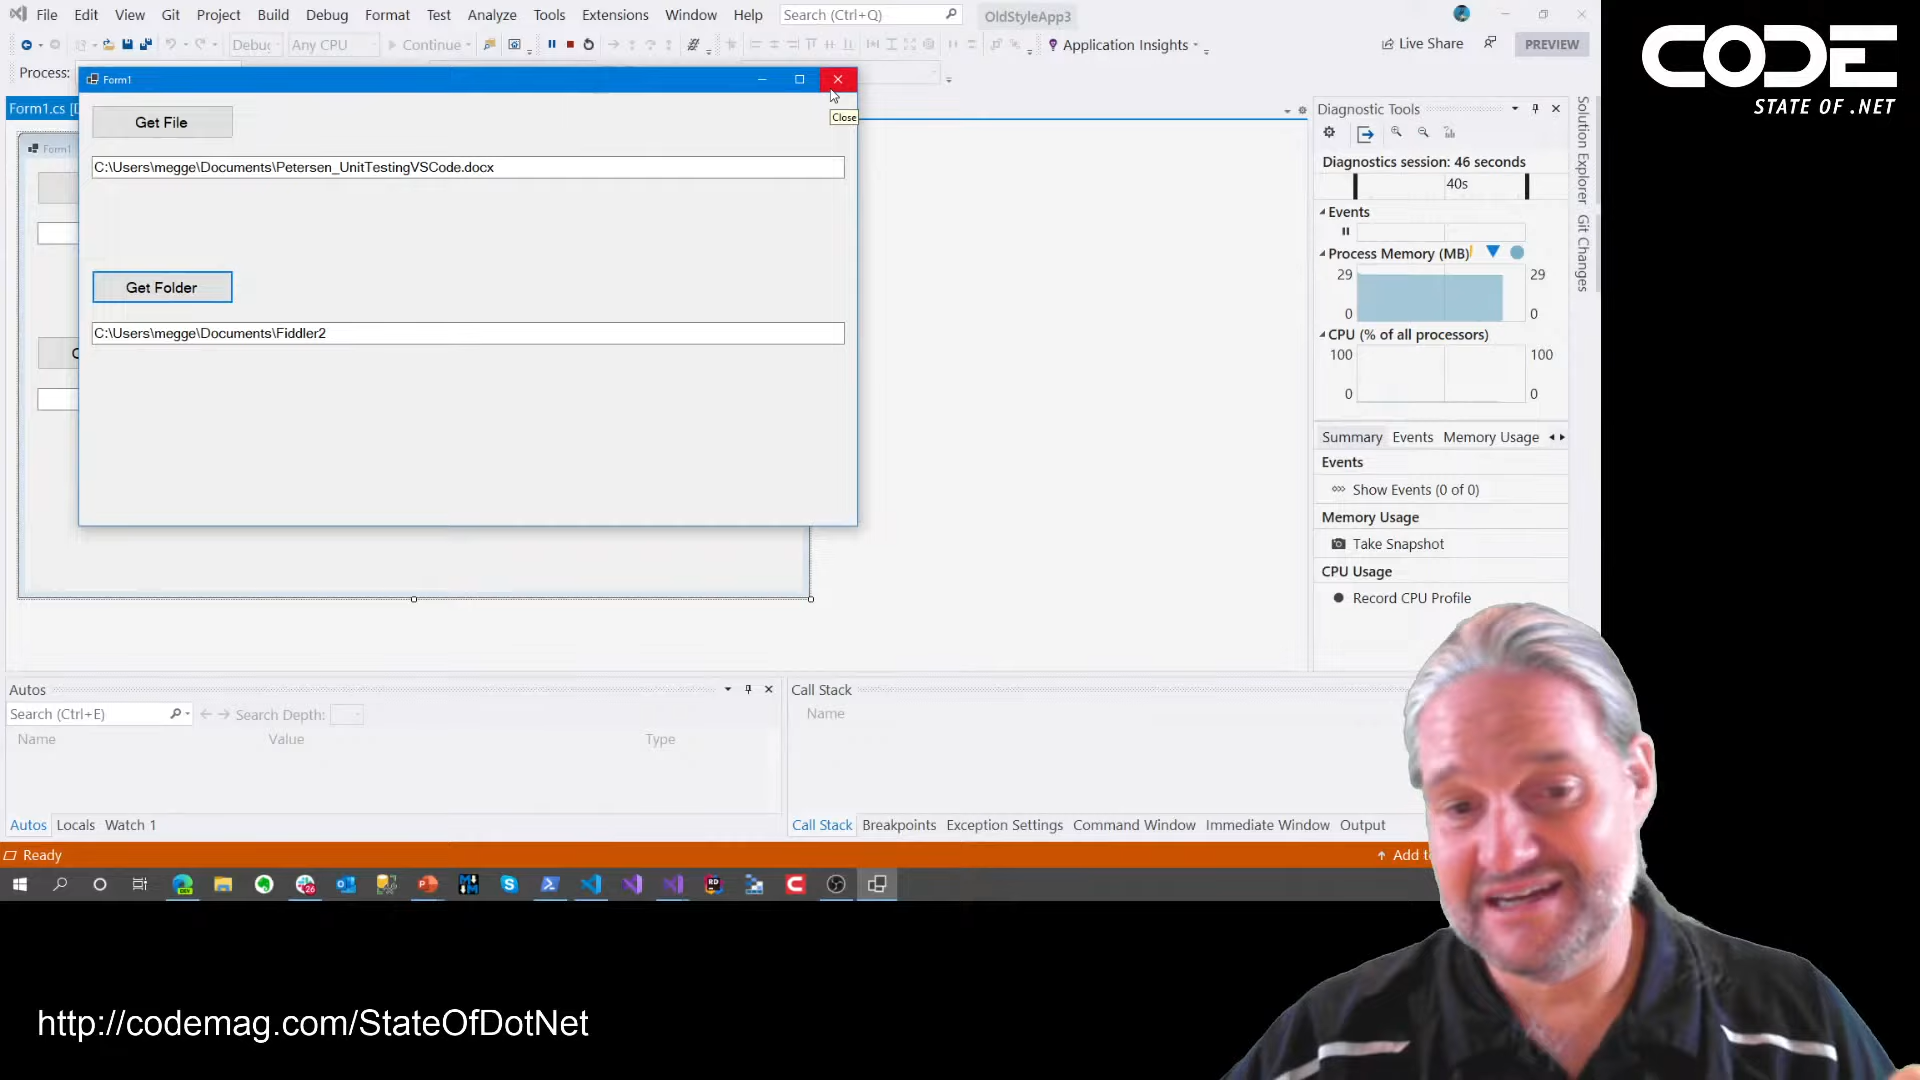 File Edit View Git Project Build Debug Format Test Analyze Tools Extensions Window Help Search (Ctrl+Q) OldStyleApp3
Any CPU Continue Application Insights Live Share PREVIEW
Process:
Form1
Form1.cs
Get File
Close
C:\Users\megge\Documents\Petersen_UnitTestingVSCode.docx
Form1
Get Folder
C:\Users\megge\Documents\Fiddler2
Diagnostic Tools
Diagnostics session: 46 seconds
40s
Events
Process Memory (MB)
29 29
0 0
CPU (% of all processors)
100 100
0 0
Summary Events Memory Usage
Events
Show Events (0 of 0)
Memory Usage
Take Snapshot
CPU Usage
Record CPU Profile
Solution Explorer
Git Changes
CODE
STATE OF .NET
Autos
Search (Ctrl+E) Search Depth:
Name Value Type
Autos Locals Watch 1
Call Stack
Name
Call Stack Breakpoints Exception Settings Command Window Immediate Window Output
Ready
Add
26
http://codemag.com/StateOfDotNet